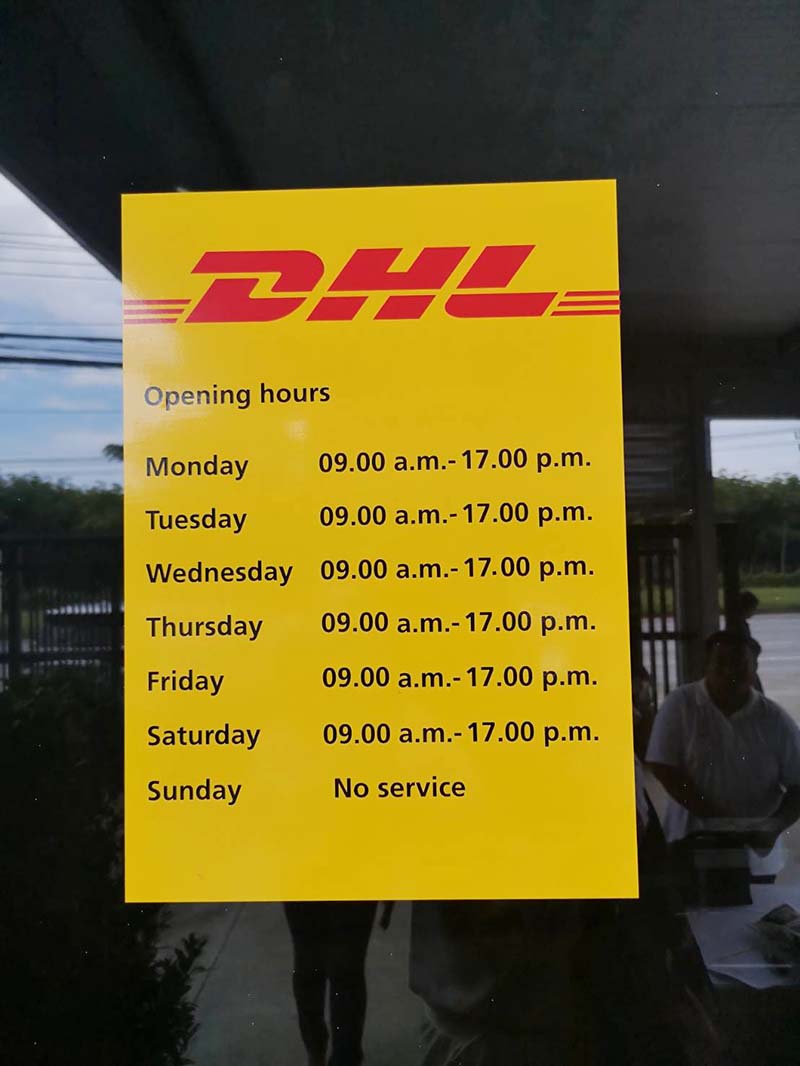 DHL
Opening hours
Monday 09.00 a.m.- 17.00 p.m.
Tuesday 09.00 a.m.- 17.00 p.m.
Wednesday 09.00 a.m.- 17.00 p.m.
Thursday 09.00 a.m.- 17.00 p.m.
Friday 09.00 a.m.- 17.00 p.m.
Saturday 09.00 a.m.- 17.00 p.m.
Sunday No service